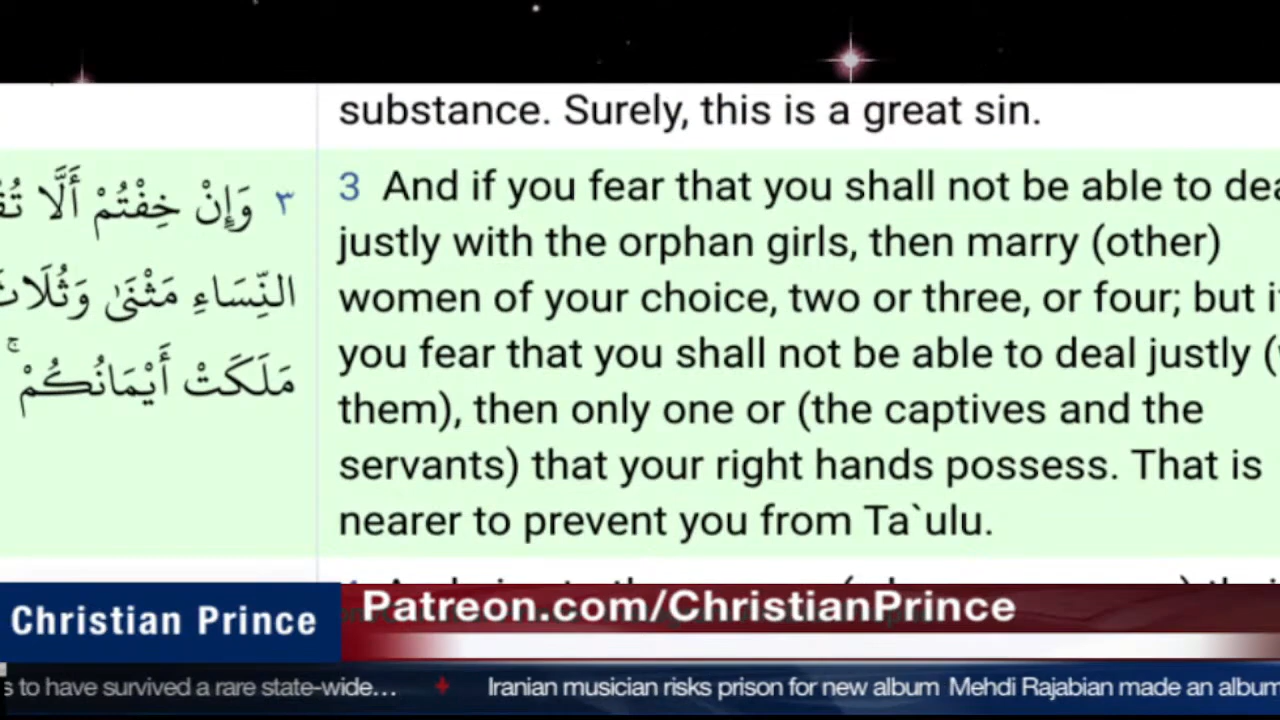 substance. Surely, this is a great sin.
٣ وَإِنْ خِفْتُمْ أَلَّا
النِّسَاءِ مَثْنَىٰ وَثُلَاثَ
مَلَكَتْ أَيْمَانُكُمْ ۚ
3 And if you fear that you shall not be able to dea
justly with the orphan girls, then marry (other)
women of your choice, two or three, or four; but i
you fear that you shall not be able to deal justly (
them), then only one or (the captives and the
servants) that your right hands possess. That is
nearer to prevent you from Ta`ulu.
Christian Prince
Patreon.com/ChristianPrince
s to have survived a rare state-wide... Iranian musician risks prison for new album Mehdi Rajabian made an album